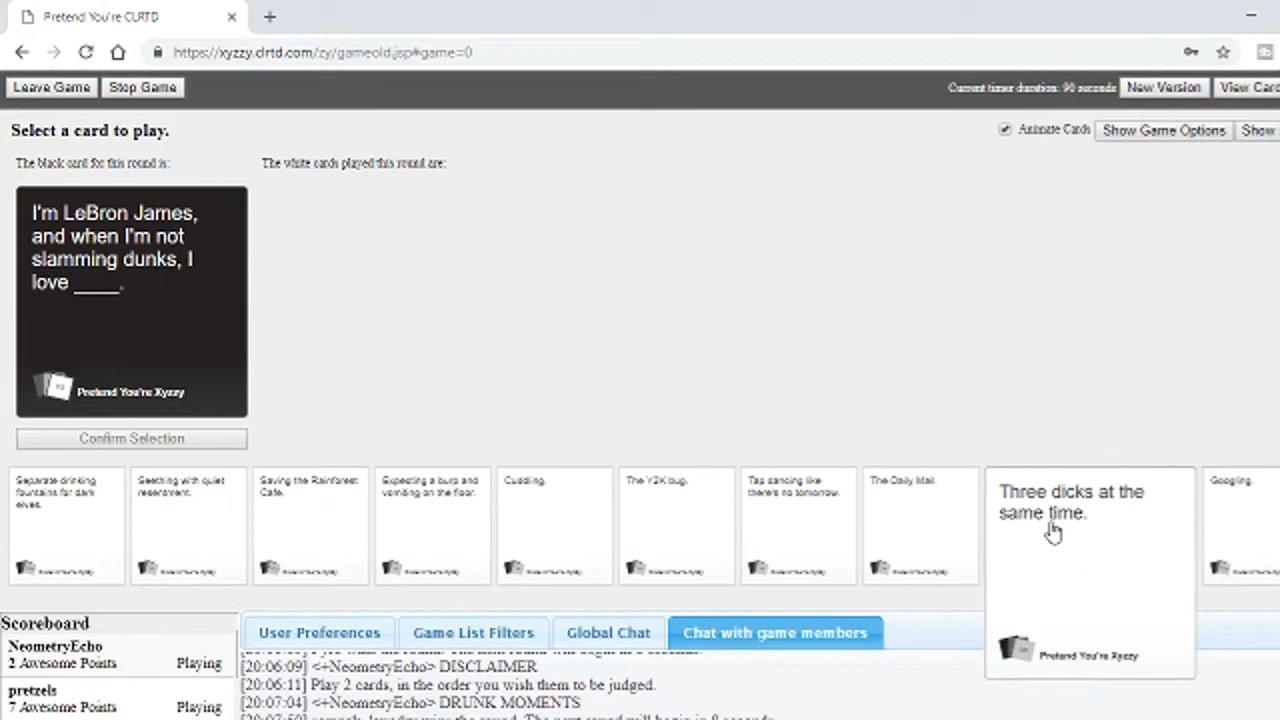 Pretend You're CLRTD
https://xyzzy.clrtd.com/zy/gameold.jsp#game=0
Leave Game
Stop Game
Current timer duration: 90 seconds
New Version
View Card
Select a card to play.
Animate Cards
Show Game Options
Show
The black card for this round is:
The white cards played this round are:
I'm LeBron James,
and when I'm not
slamming dunks, I
love ____.
Pretend You're Xyzzy
Confirm Selection
Separate drinking
fountains for dark
elves.
Seething with quiet
resentment.
Saving the Rainforest
Cafe.
Expecting a burp and
vomiting on the floor.
Cuddling.
The Y2K bug.
Tap dancing like
there's no tomorrow.
The Daily Mail.
Three dicks at the
same time.
Pretend You're Xyzzy
Googling.
Scoreboard
NeometryEcho
2 Awesome Points
Playing
pretzels
7 Awesome Points
Playing
User Preferences
Game List Filters
Global Chat
Chat with game members
[20:06:09] <+NeometryEcho> DISCLAIMER
[20:06:11] Play 2 cards, in the order you wish them to be judged.
[20:07:04] <+NeometryEcho> DRUNK MOMENTS